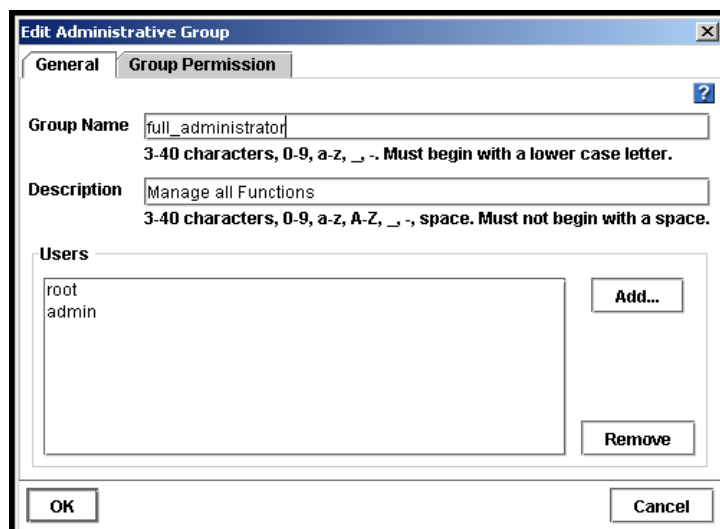 Edit Administrative Group
General Group Permission
?
Group Name full_administrator
3-40 characters, 0-9, a-z, _, -. Must begin with a lower case letter.
Description Manage all Functions
3-40 characters, 0-9, a-z, A-Z, _, -, space. Must not begin with a space.
Users
root
admin
Add...
Remove
OK Cancel